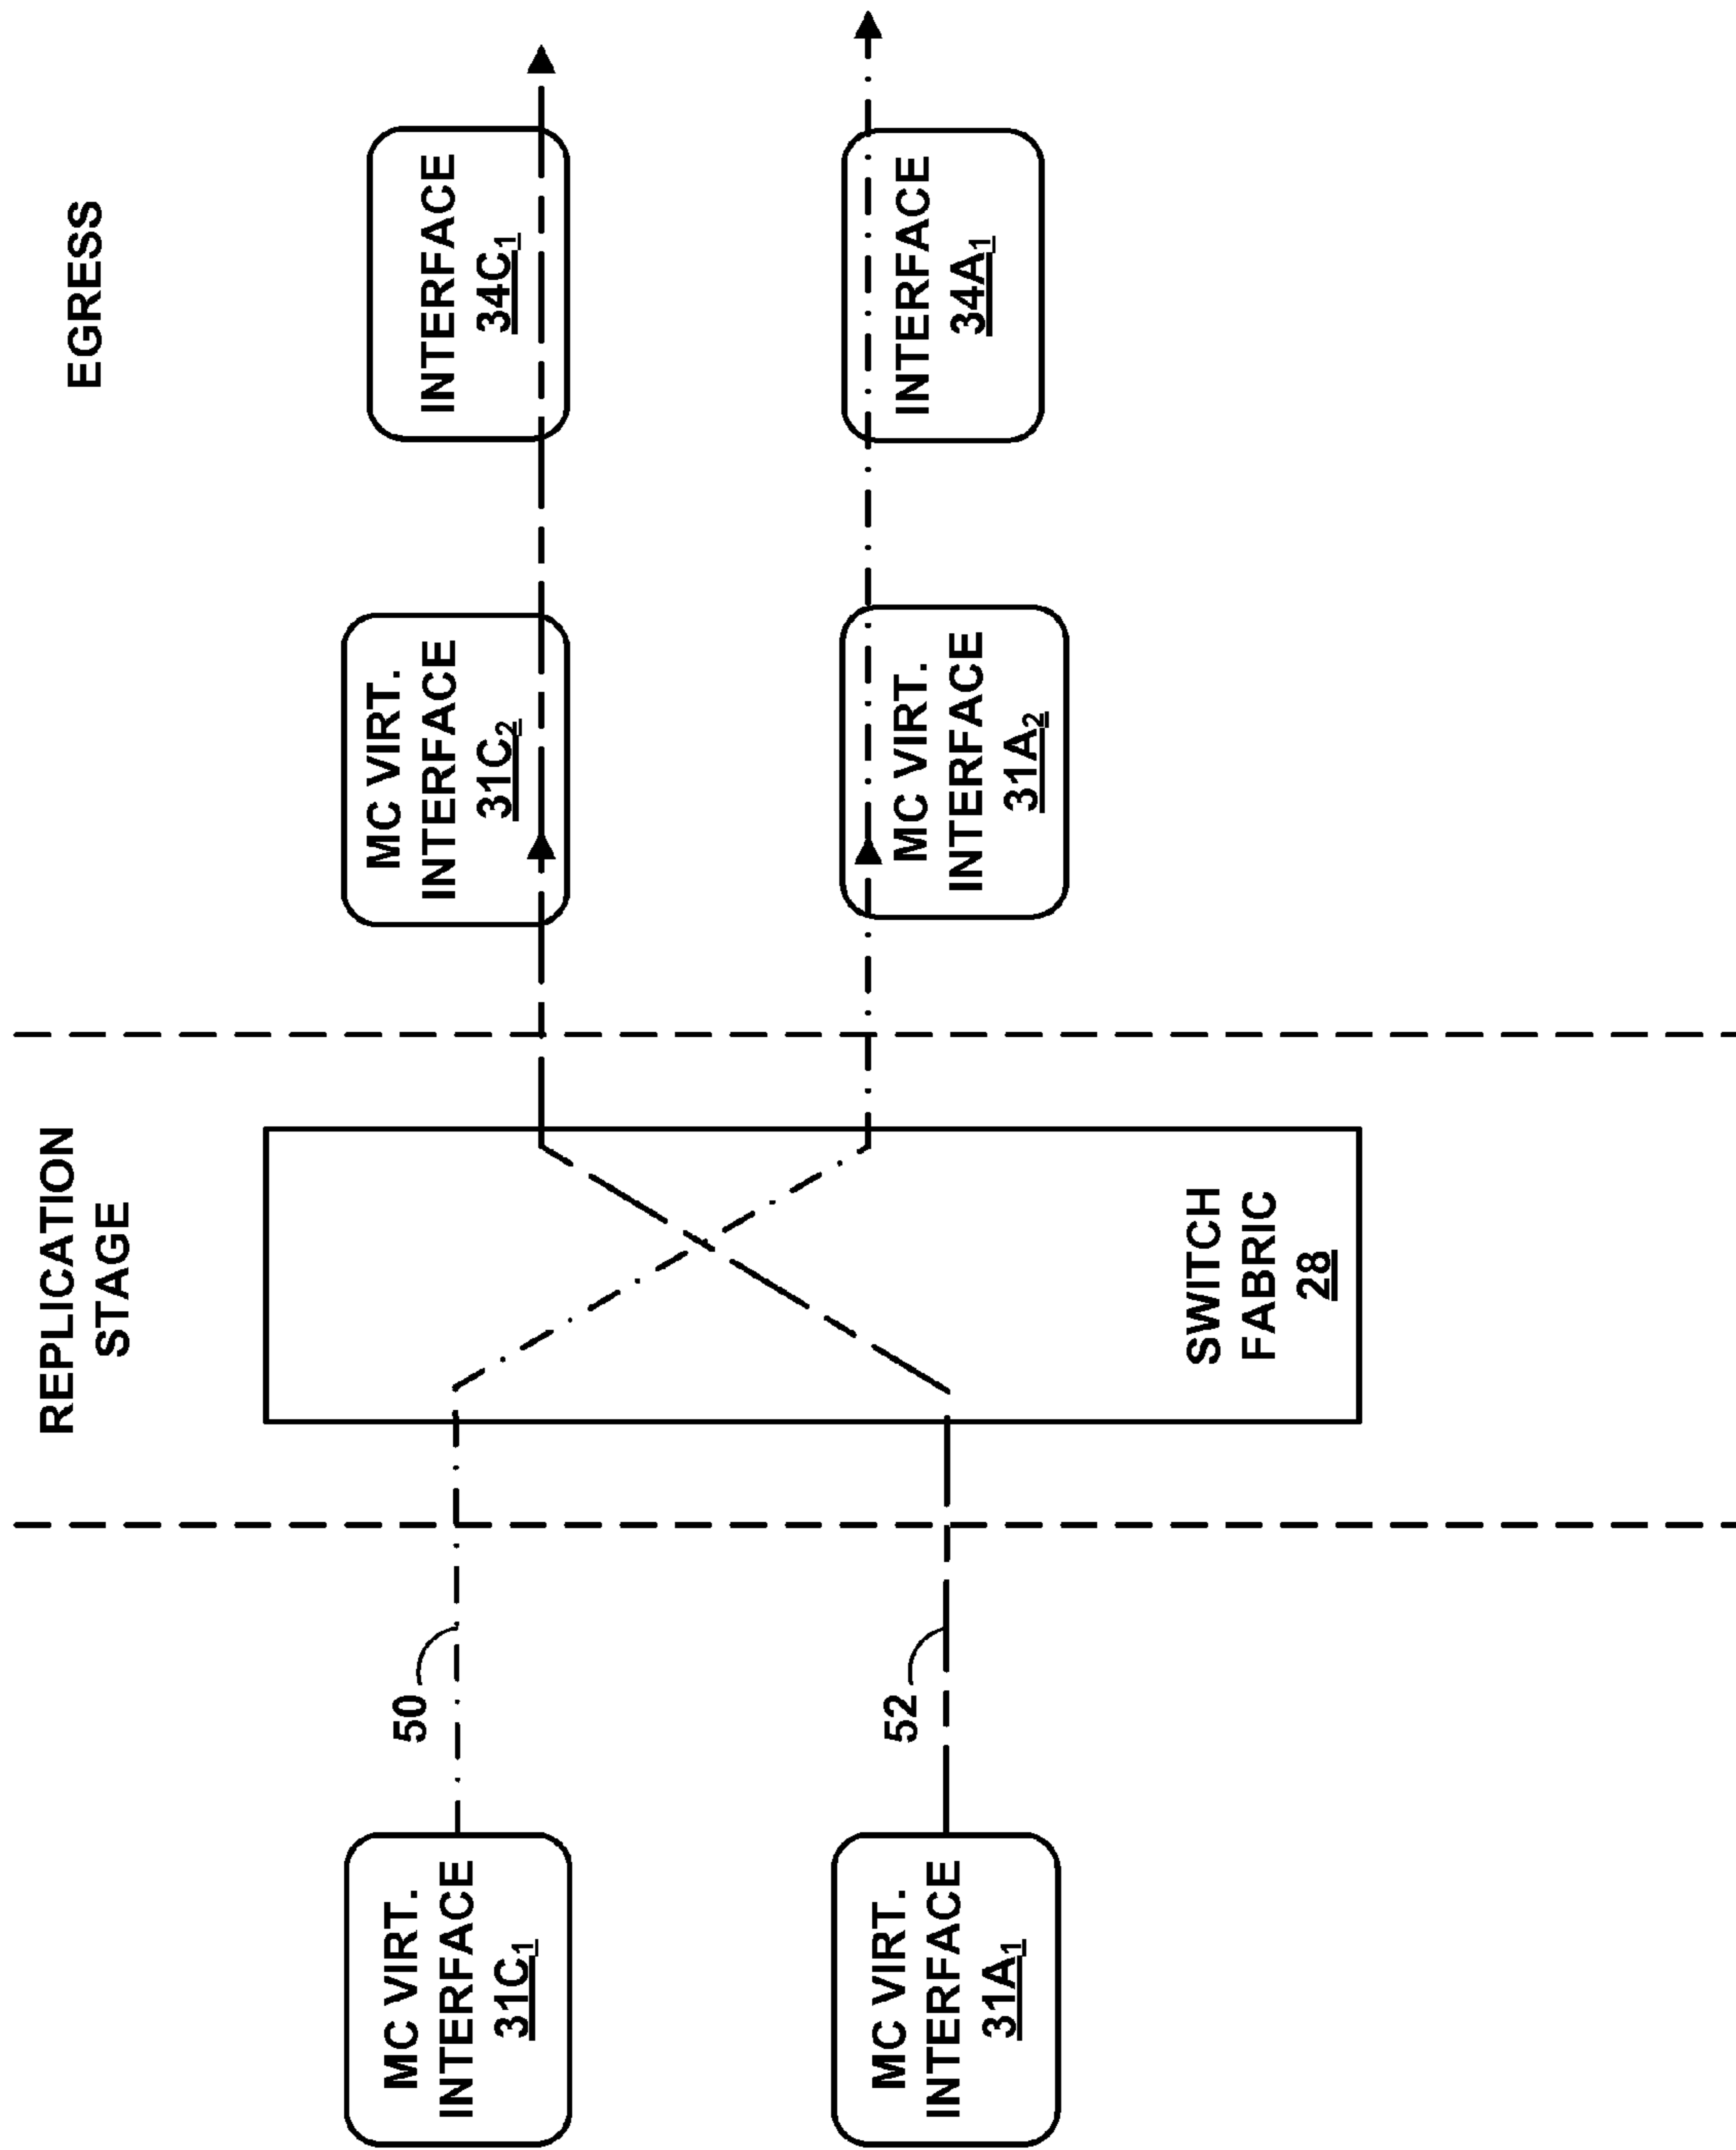 REPLICATION
STAGE
EGRESS
MC VIRT.
INTERFACE
31C₁
50
MC VIRT.
INTERFACE
31A₁
52
SWITCH
FABRIC
28
MC VIRT.
INTERFACE
31C₂
INTERFACE
34C₁
MC VIRT.
INTERFACE
31A₂
INTERFACE
34A₁